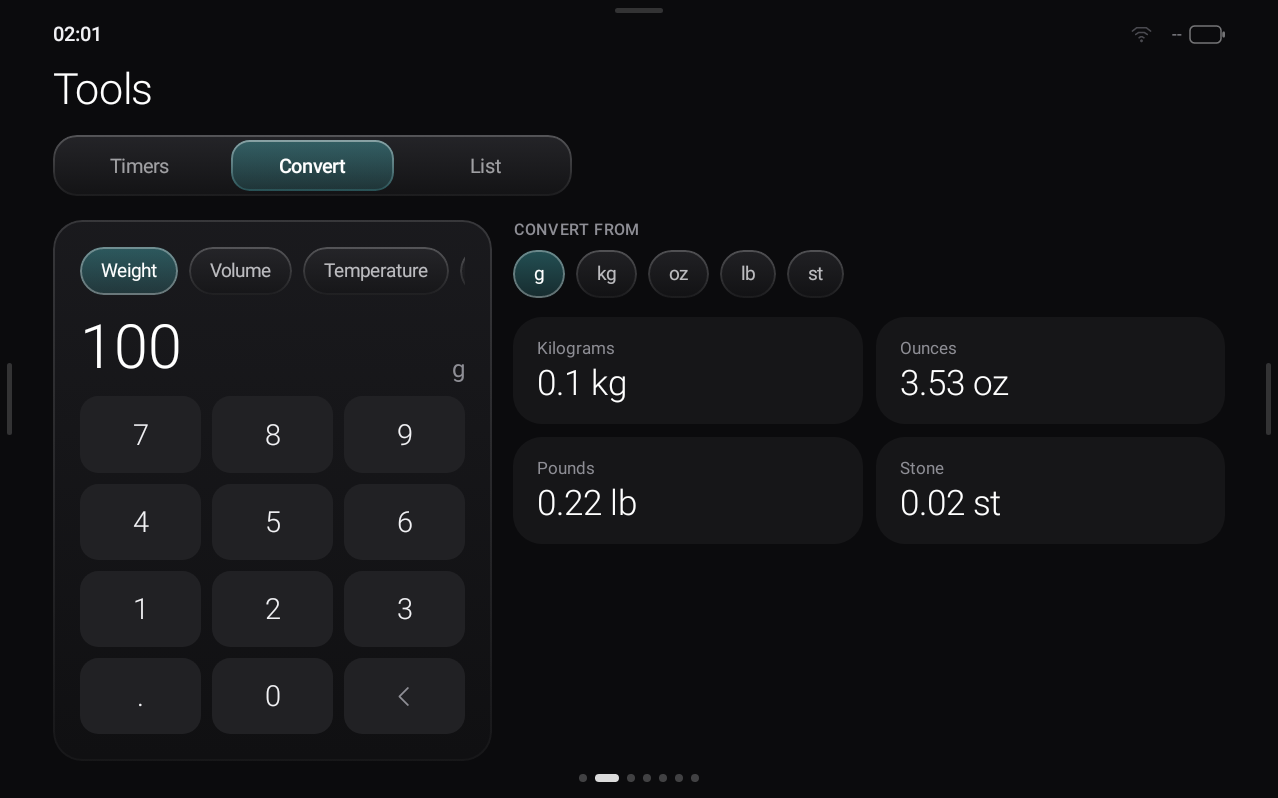 02:01
--
Tools
Timers
Convert
List
Weight
Volume
Temperature
100
g
7
8
9
4
5
6
1
2
3
.
0
CONVERT FROM
g
kg
oz
lb
st
Kilograms
0.1 kg
Ounces
3.53 oz
Pounds
0.22 lb
Stone
0.02 st